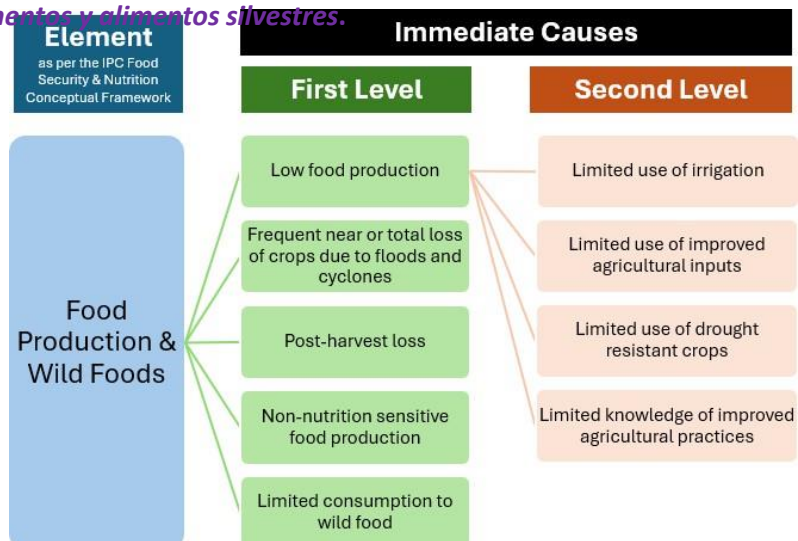 mentos y alimentos silvestres.
Element
as per the IPC Food
Security & Nutrition
Conceptual Framework
Immediate Causes
First Level
Second Level
Food
Production &
Wild Foods
Low food production
Frequent near or total loss
of crops due to floods and
cyclones
Post-harvest loss
Non-nutrition sensitive
food production
Limited consumption to
wild food
Limited use of irrigation
Limited use of improved
agricultural inputs
Limited use of drought
resistant crops
Limited knowledge of improved
agricultural practices